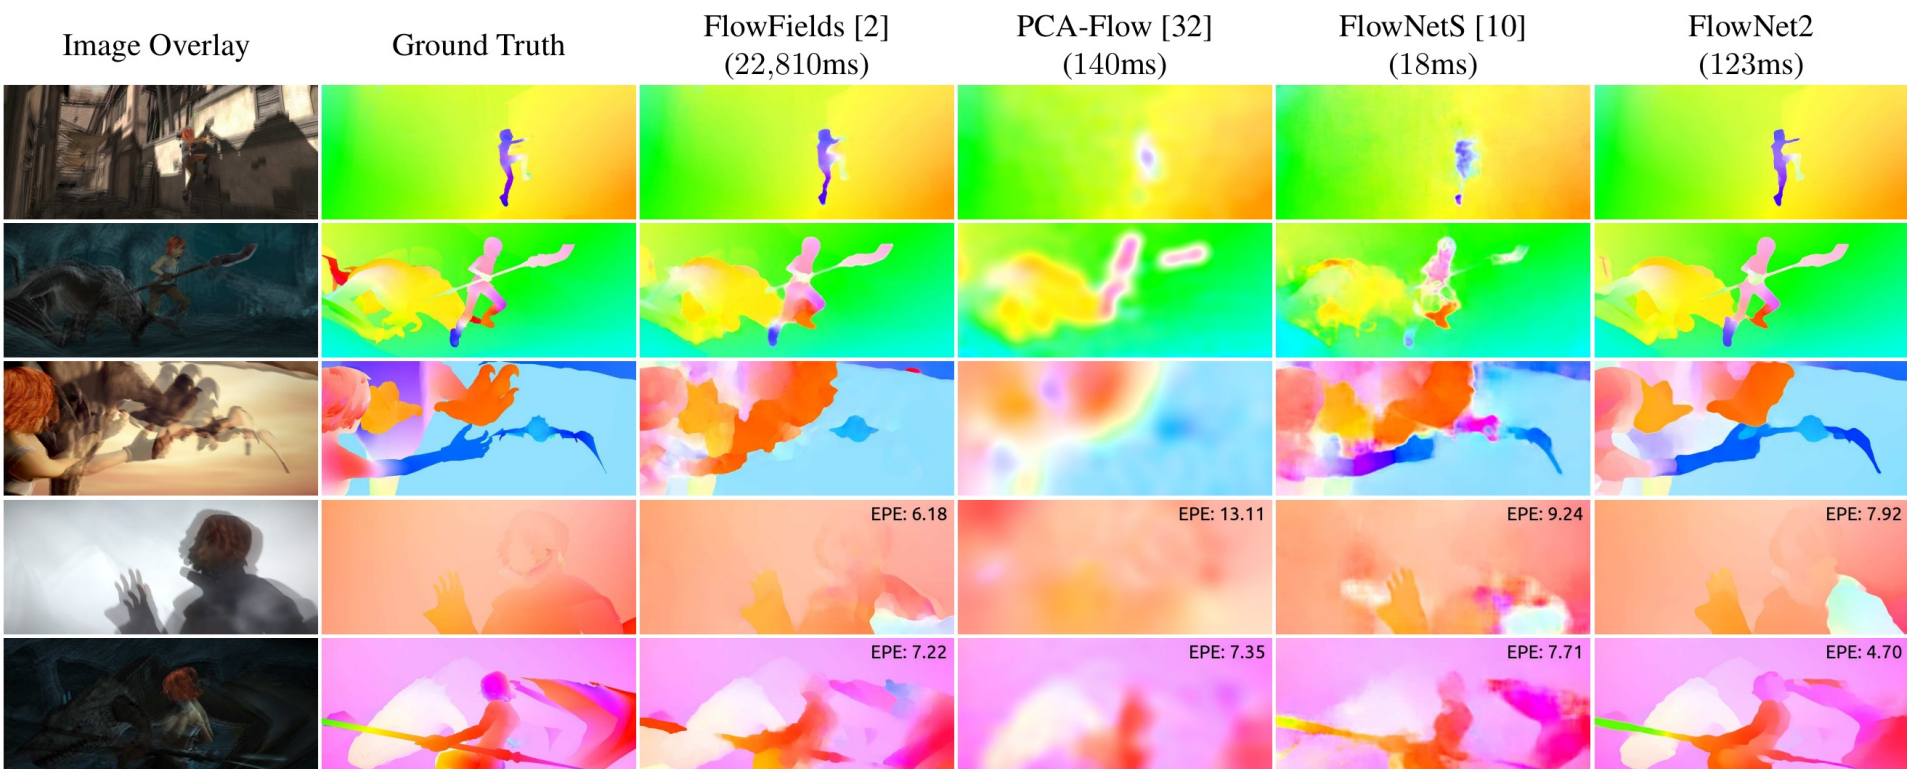 Image Overlay
Ground Truth
FlowFields [2]
(22,810ms)
PCA-Flow [32]
(140ms)
FlowNetS [10]
(18ms)
FlowNet2
(123ms)
EPE: 6.18
EPE: 13.11
EPE: 9.24
EPE: 7.92
EPE: 7.22
EPE: 7.35
EPE: 7.71
EPE: 4.70